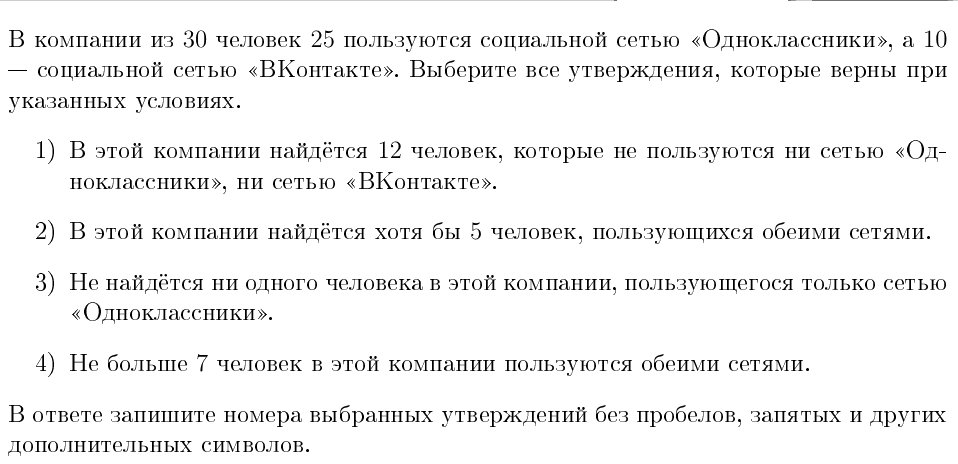 В компании из 30 человек 25 пользуются социальной сетью «Одноклассники», а 10
— социальной сетью «ВКонтакте». Выберите все утверждения, которые верны при
указанных условиях.
1) В этой компании найдётся 12 человек, которые не пользуются ни сетью «Од-
ноклассники», ни сетью «ВКонтакте».
2) В этой компании найдётся хотя бы 5 человек, пользующихся обеими сетями.
3) Не найдётся ни одного человека в этой компании, пользующегося только сетью
«Одноклассники».
4) Не больше 7 человек в этой компании пользуются обеими сетями.
В ответе запишите номера выбранных утверждений без пробелов, запятых и других
дополнительных символов.